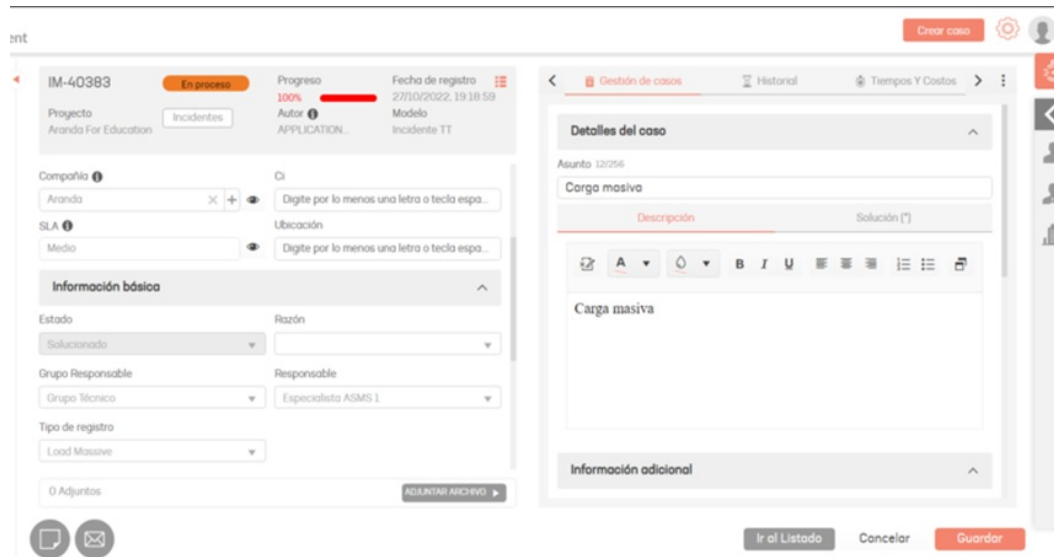 ent
Crear caso
IM-40383
En proceso
Progreso
100%
Fecha de registro
27/10/2022, 19:18:59
Proyecto
Aranda For Education
Incidentes
Autor
APPLICATION...
Modelo
Incidente TT
Compañía
Ci
Aranda
Digite por lo menos una letra o tecla espa...
SLA
Ubicación
Medio
Digite por lo menos una letra o tecla espa...
Información básica
Estado
Razón
Solucionado
Grupo Responsable
Responsable
Grupo Técnico
Especialista ASMS 1
Tipo de registro
Load Massive
0 Adjuntos
ADJUNTAR ARCHIVO
Gestión de casos
Historial
Tiempos Y Costos
Detalles del caso
Asunto 12/256
Carga masiva
Descripción
Solución (*)
A
B I U
Carga masiva
Información adicional
Ir al Listado
Cancelar
Guardar